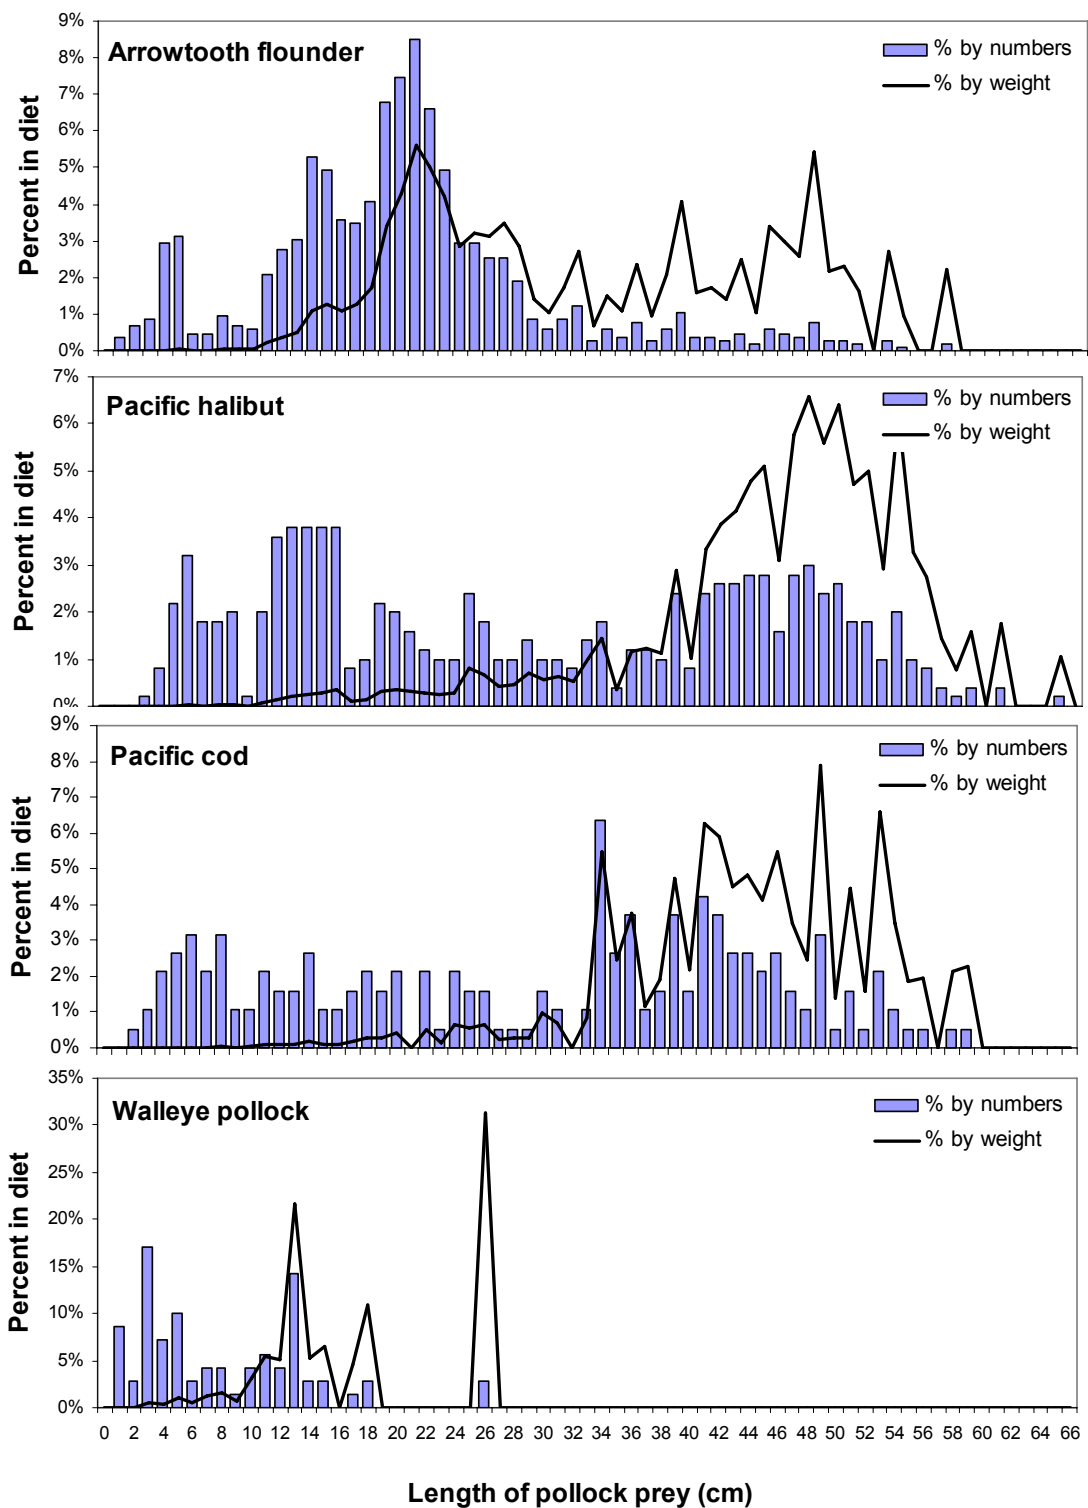 Arrowtooth flounder
% by numbers
% by weight
Percent in diet
9%
8%
7%
6%
5%
4%
3%
2%
1%
0%
Pacific halibut
% by numbers
% by weight
Percent in diet
7%
6%
5%
4%
3%
2%
1%
0%
Pacific cod
% by numbers
% by weight
Percent in diet
9%
8%
7%
6%
5%
4%
3%
2%
1%
0%
Walleye pollock
% by numbers
% by weight
Percent in diet
35%
30%
25%
20%
15%
10%
5%
0%
0 2 4 6 8 10 12 14 16 18 20 22 24 26 28 30 32 34 36 38 40 42 44 46 48 50 52 54 56 58 60 62 64 66
Length of pollock prey (cm)